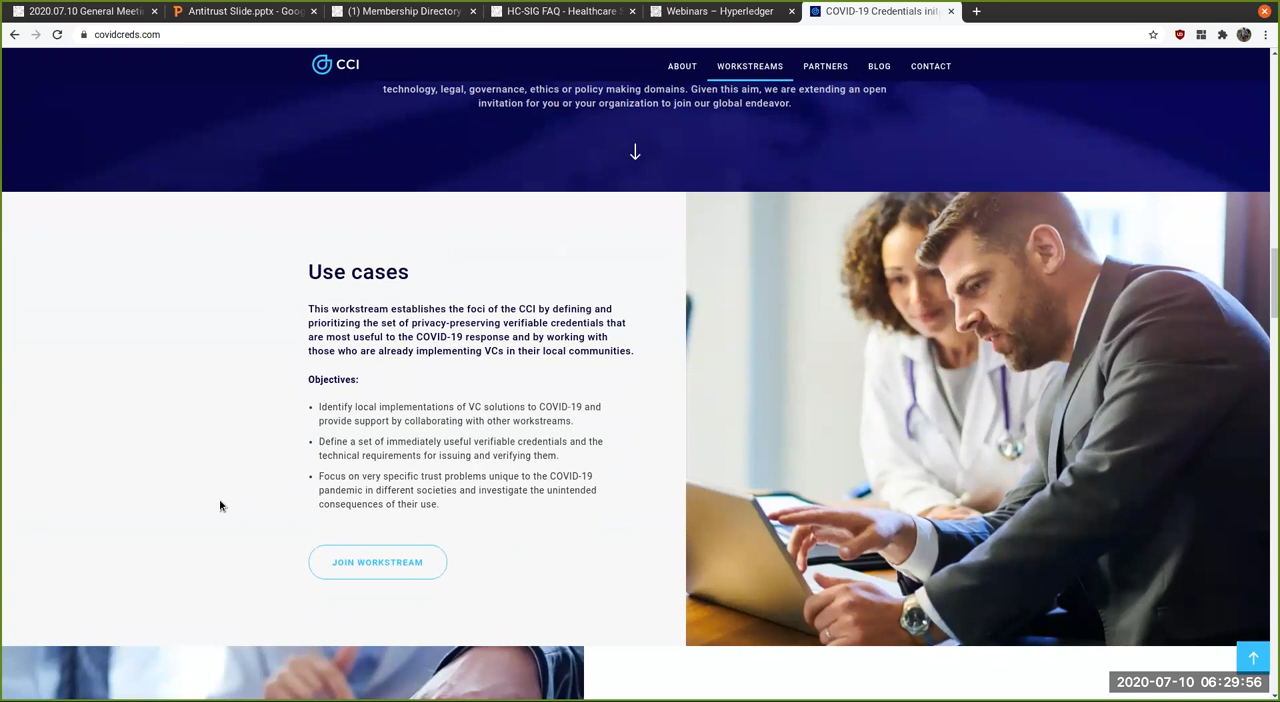 2020.07.10 General Meeti
Antitrust Slide.pptx - Goog
(1) Membership Directory
HC-SIG FAQ - Healthcare S
Webinars – Hyperledger
COVID-19 Credentials init
covidcreds.com
CCI
ABOUT
WORKSTREAMS
PARTNERS
BLOG
CONTACT
technology, legal, governance, ethics or policy making domains. Given this aim, we are extending an open
invitation for you or your organization to join our global endeavor.
Use cases
This workstream establishes the foci of the CCI by defining and
prioritizing the set of privacy-preserving verifiable credentials that
are most useful to the COVID-19 response and by working with
those who are already implementing VCs in their local communities.
Objectives:
• Identify local implementations of VC solutions to COVID-19 and
provide support by collaborating with other workstreams.
• Define a set of immediately useful verifiable credentials and the
technical requirements for issuing and verifying them.
• Focus on very specific trust problems unique to the COVID-19
pandemic in different societies and investigate the unintended
consequences of their use.
JOIN WORKSTREAM
2020-07-10 06:29:56